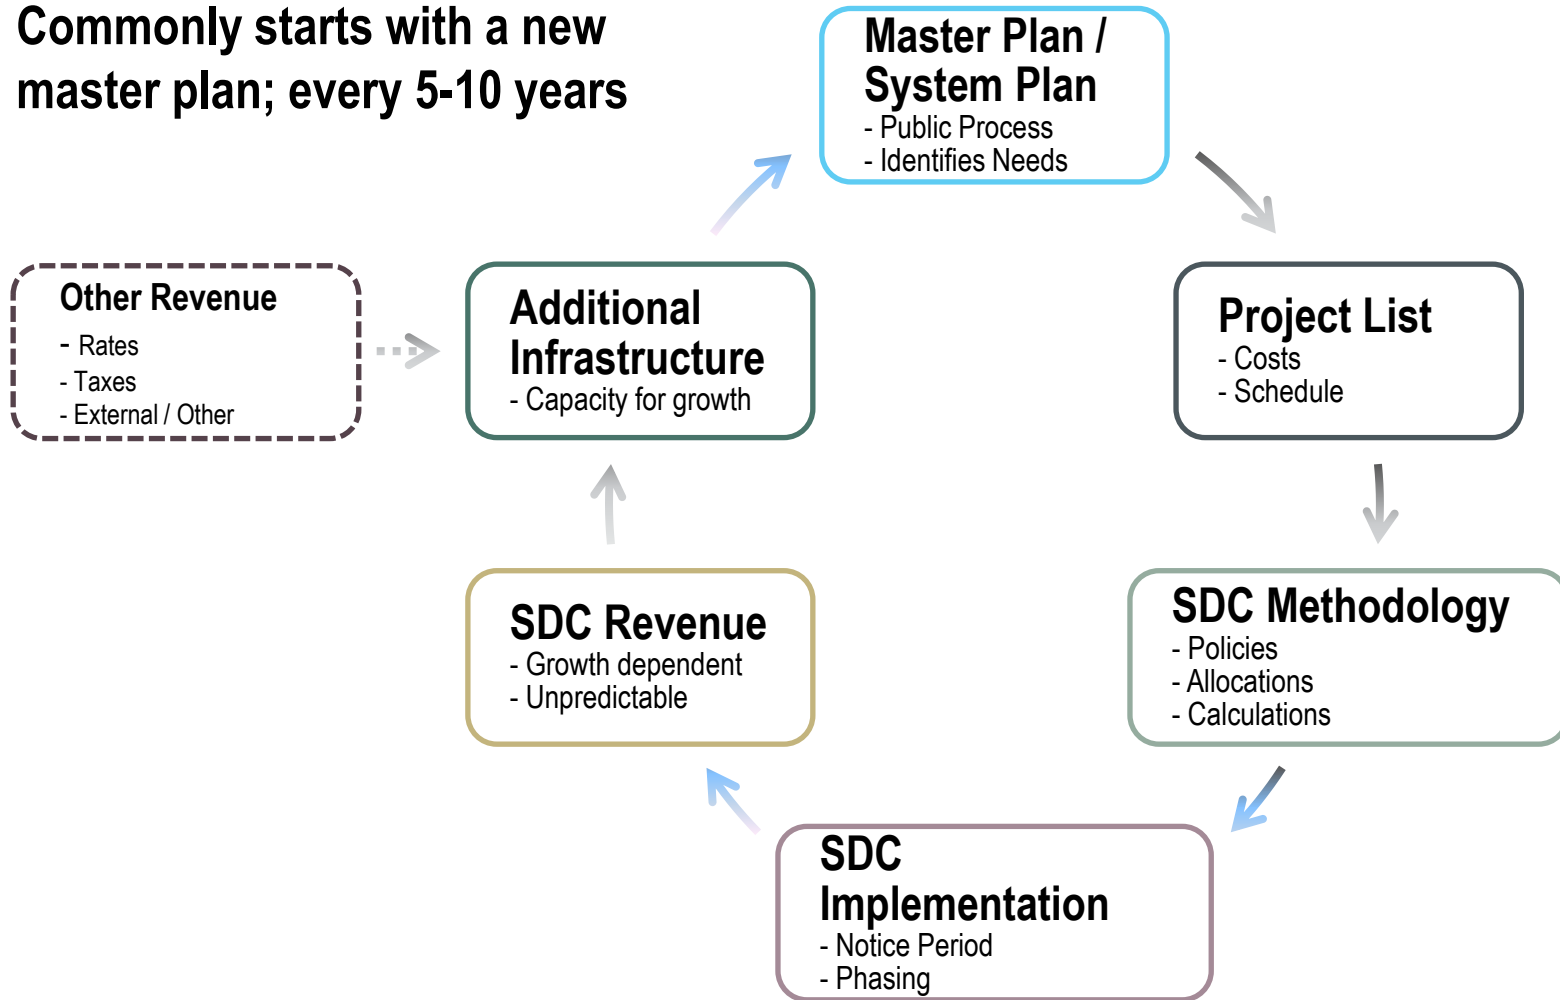 Commonly starts with a new
master plan; every 5-10 years
Master Plan /
System Plan
- Public Process
- Identifies Needs
Other Revenue
- Rates
- Taxes
- External / Other
Additional
Infrastructure
- Capacity for growth
Project List
- Costs
- Schedule
SDC Revenue
- Growth dependent
- Unpredictable
SDC Methodology
- Policies
- Allocations
- Calculations
SDC
Implementation
- Notice Period
- Phasing